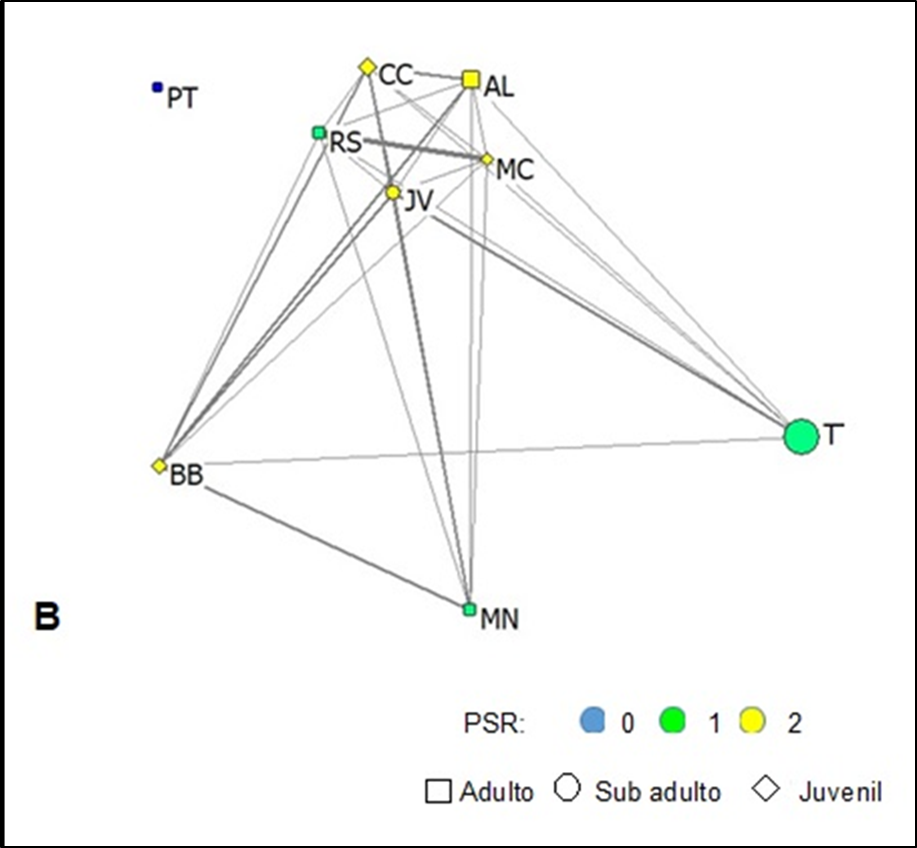 CC
AL
PT
RS
MC
JV
T
BB
B
MN
PSR: 0 1 2
Adulto Sub adulto Juvenil